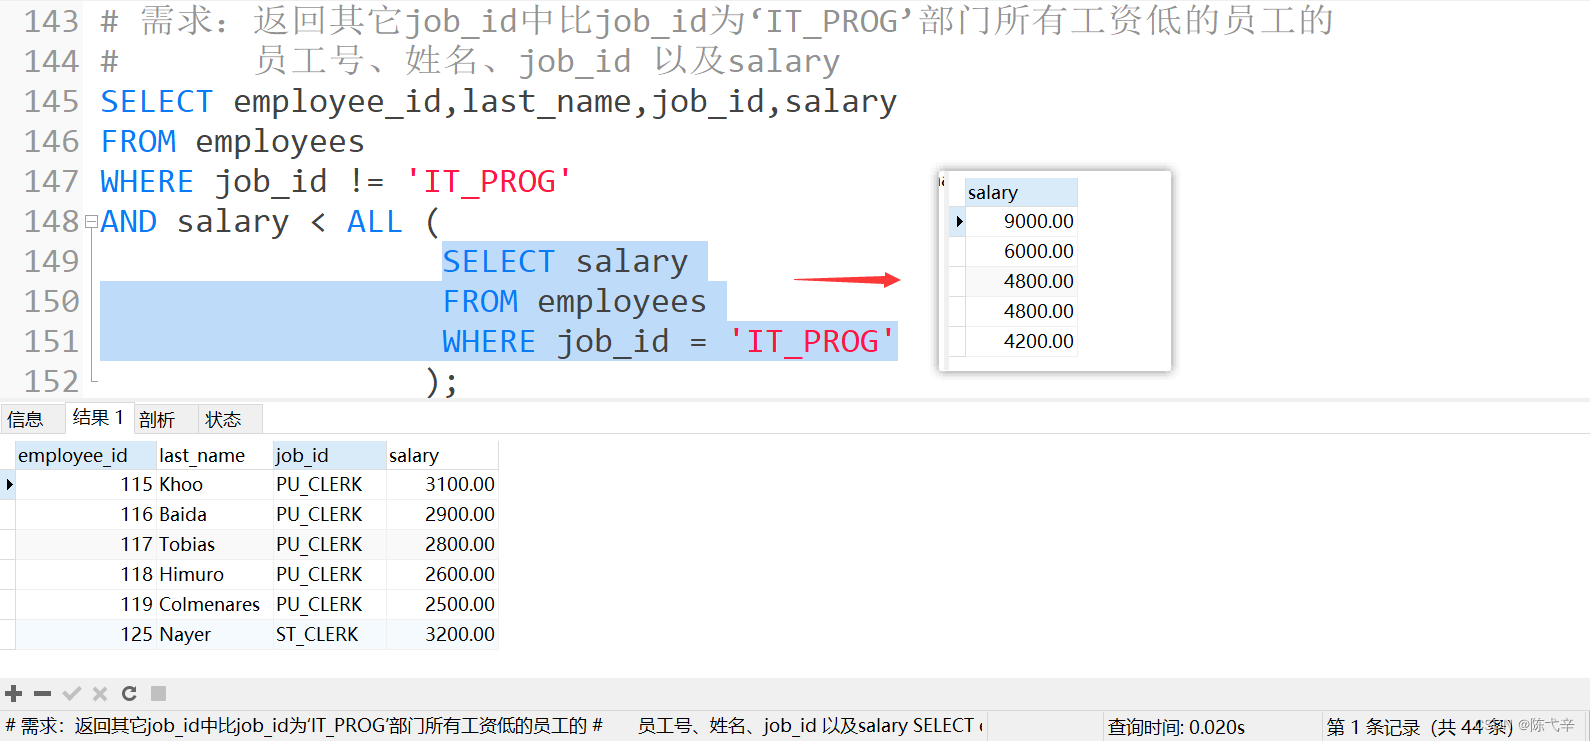 143 # 需求：返回其它job_id中比job_id为‘IT_PROG’部门所有工资低的员工的
144 # 员工号、姓名、job_id 以及salary
145 SELECT employee_id,last_name,job_id,salary
146 FROM employees
147 WHERE job_id != 'IT_PROG'
148 AND salary < ALL (
149 SELECT salary
150 FROM employees
151 WHERE job_id = 'IT_PROG'
152 );
salary
9000.00
6000.00
4800.00
4800.00
4200.00
信息 结果 1 剖析 状态
employee_id last_name job_id salary
115 Khoo PU_CLERK 3100.00
116 Baida PU_CLERK 2900.00
117 Tobias PU_CLERK 2800.00
118 Himuro PU_CLERK 2600.00
119 Colmenares PU_CLERK 2500.00
125 Nayer ST_CLERK 3200.00
# 需求：返回其它job_id中比job_id为‘IT_PROG’部门所有工资低的员工的 # 员工号、姓名、job_id 以及salary SELECT 查询时间: 0.020s 第 1 条记录（共 44 条）
@陈弋辛